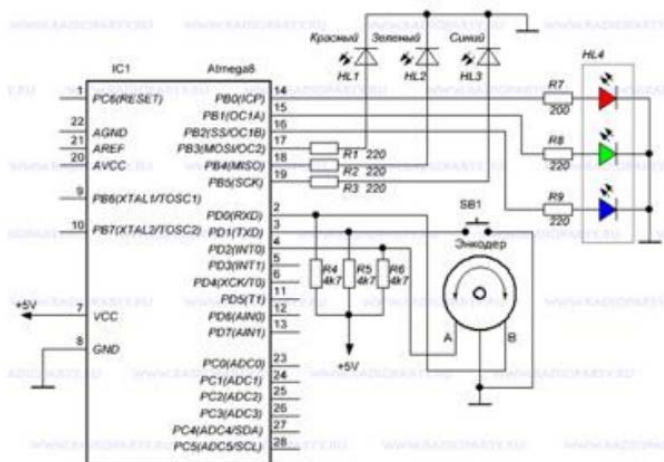 WWW.RADIOPARTY.RU
Красный Зеленый Синий
HL1 HL2 HL3
HL4
IC1 Atmega8
1 PC6(RESET)
22 AGND
21 AREF
20 AVCC
9 PB6(XTAL1/TOSC1)
10 PB7(XTAL2/TOSC2)
+5V 7 VCC
8 GND
PB0(ICP) 14
PB1(OC1A) 15
PB2(SS/OC1B) 16
PB3(MOSI/OC2) 17
PB4(MISO) 18
PB5(SCK) 19
PD0(RXD) 2
PD1(TXD) 3
PD2(INT0) 4
PD3(INT1) 5
PD4(XCK/T0) 6
PD5(T1) 11
PD6(AIN0) 12
PD7(AIN1) 13
PC0(ADC0) 23
PC1(ADC1) 24
PC2(ADC2) 25
PC3(ADC3) 26
PC4(ADC4/SDA) 27
PC5(ADC5/SCL) 28
R1 220
R2 220
R3 220
R4 4k7
R5 4k7
R6 4k7
+5V
R7 200
R8 220
R9 220
SB1
Энкодер
A B